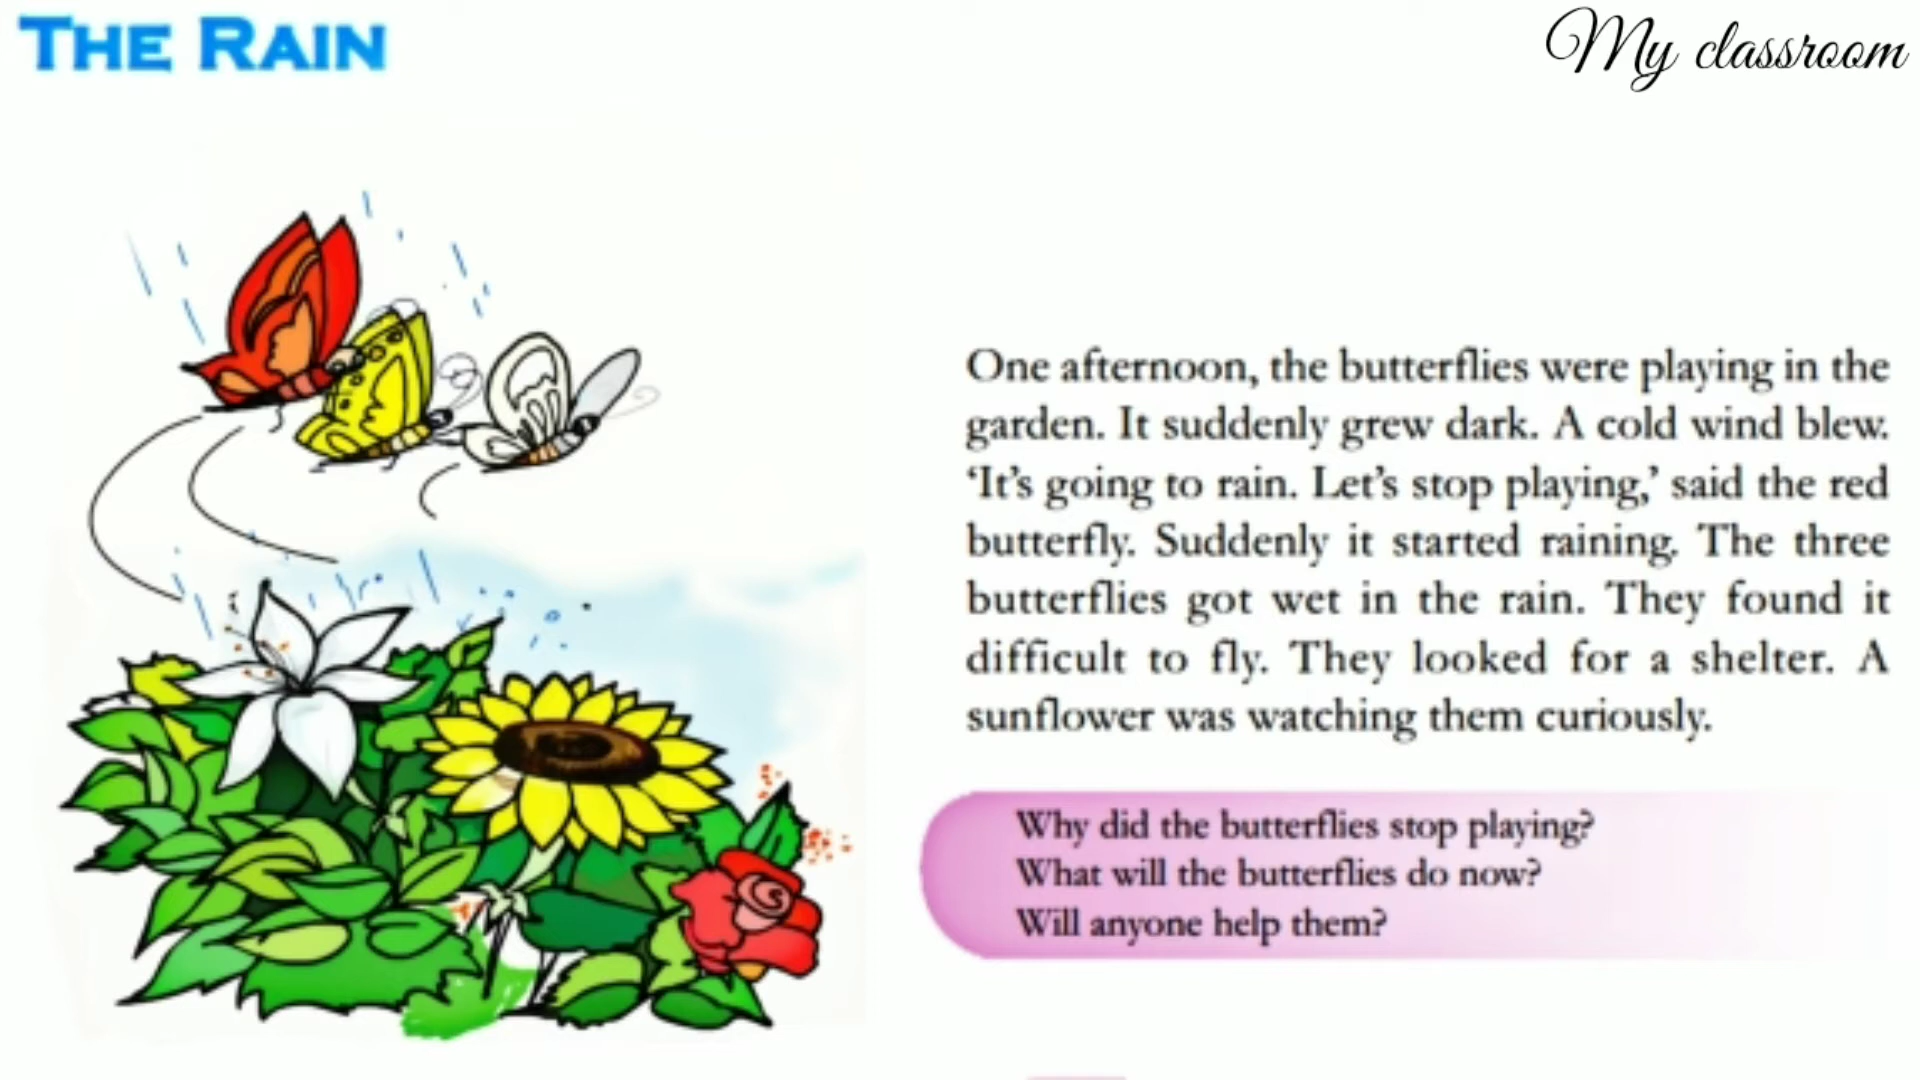 THE RAIN
My classroom
One afternoon, the butterflies were playing in the
garden. It suddenly grew dark. A cold wind blew.
‘It’s going to rain. Let’s stop playing,’ said the red
butterfly. Suddenly it started raining. The three
butterflies got wet in the rain. They found it
difficult to fly. They looked for a shelter. A
sunflower was watching them curiously.
Why did the butterflies stop playing?
What will the butterflies do now?
Will anyone help them?